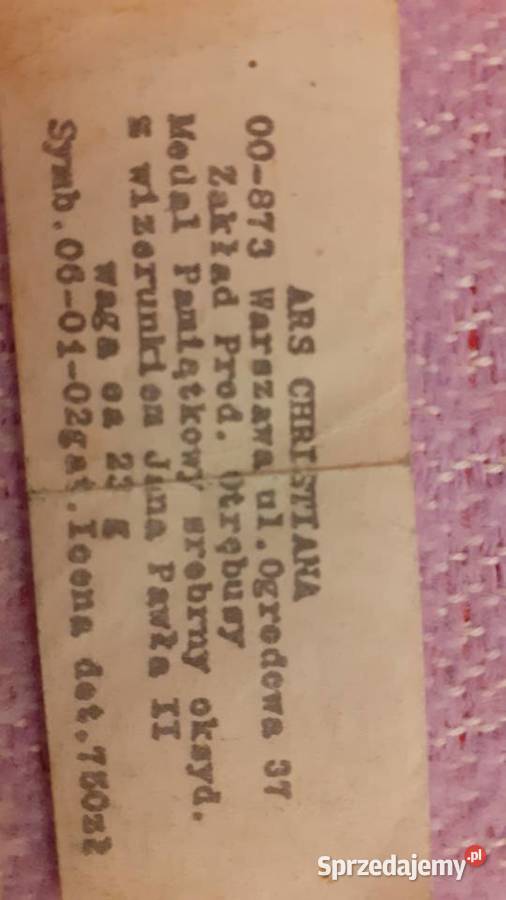 ARS CHRISTIANA
00-873 Warszawa ul.Ogrodowa 37
Zakład Prod. Otrębusy
Medal Pamiątkowy srebrny oksyd.
z wizerunkiem Jana Pawła II
waga oa 23 g
Symb.06-01-02gat.Icena det.750zł
Sprzedajemy.pl